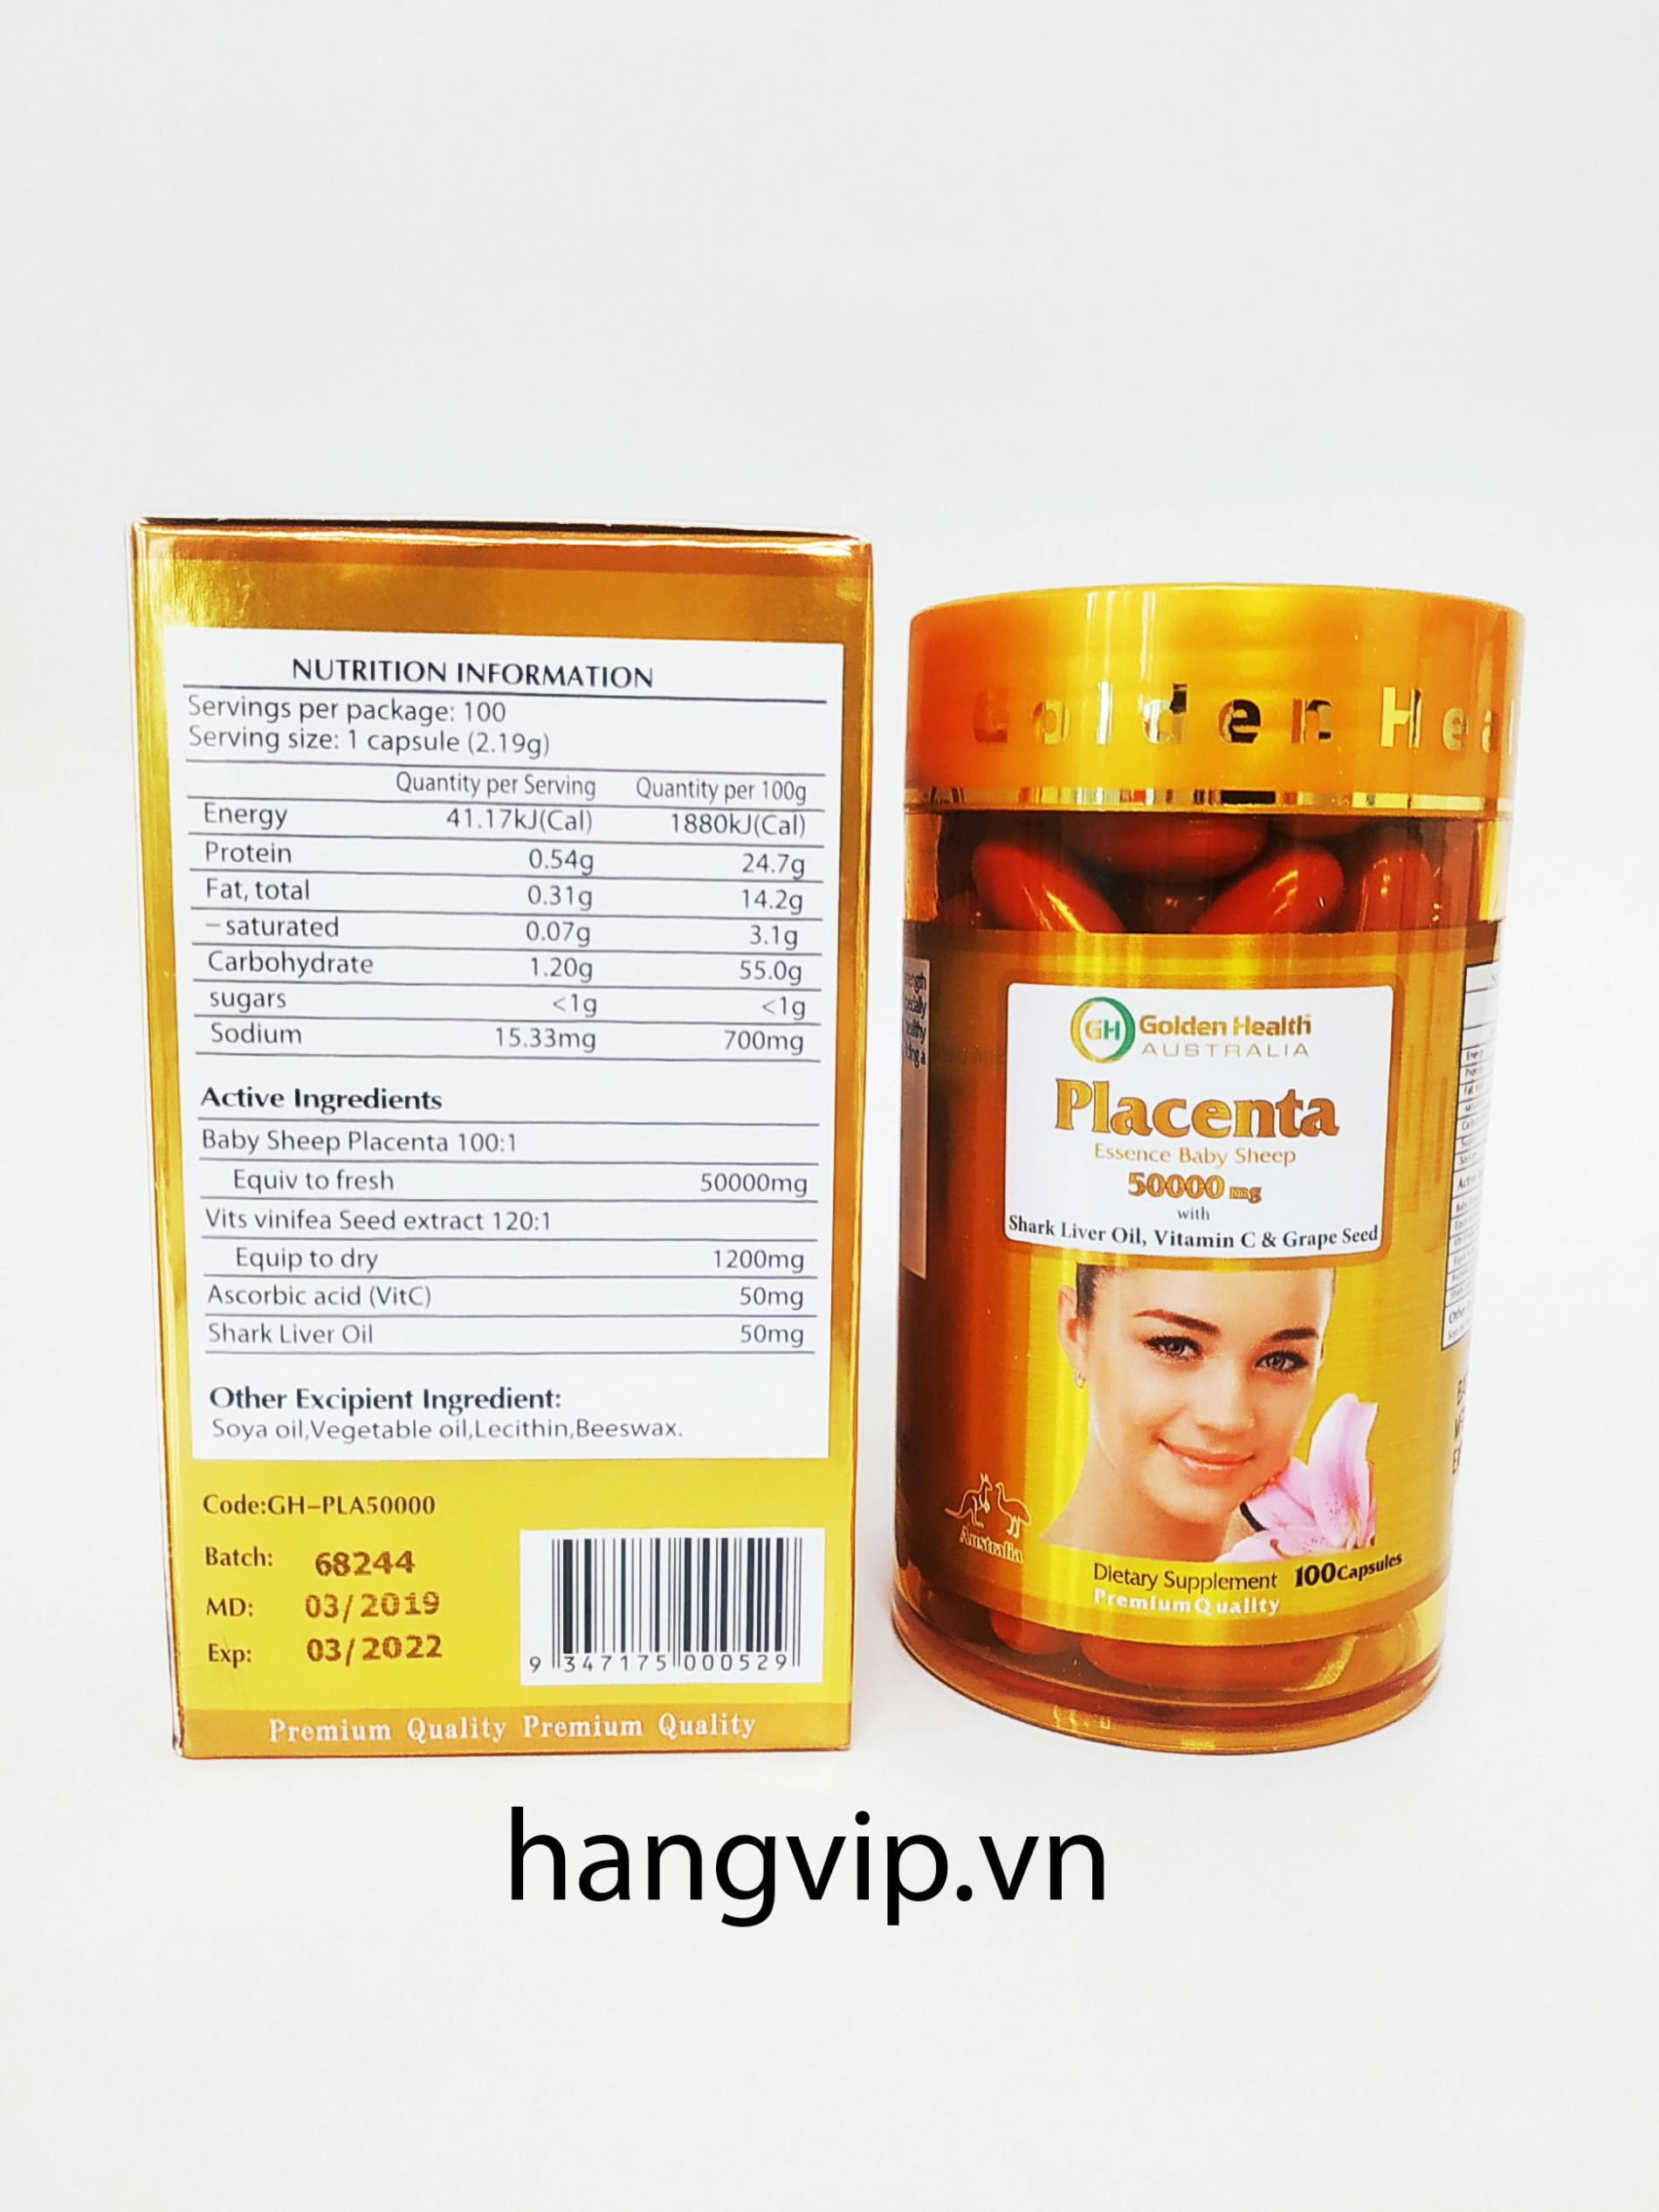 NUTRITION INFORMATION
Servings per package: 100
Serving size: 1 capsule (2.19g)
Quantity per Serving Quantity per 100g
Energy 41.17kJ(Cal) 1880kJ(Cal)
Protein 0.54g 24.7g
Fat, total 0.31g 14.2g
– saturated 0.07g 3.1g
Carbohydrate 1.20g 55.0g
sugars <1g <1g
Sodium 15.33mg 700mg
Active Ingredients
Baby Sheep Placenta 100:1
Equiv to fresh 50000mg
Vits vinifea Seed extract 120:1
Equip to dry 1200mg
Ascorbic acid (VitC) 50mg
Shark Liver Oil 50mg
Other Excipient Ingredient:
Soya oil,Vegetable oil,Lecithin,Beeswax.
Code:GH–PLA50000
Batch: 68244
MD: 03/2019
Exp: 03/2022
9 347175 000529
Premium Quality Premium Quality
Golden Hea
GH Golden Health
AUSTRALIA
Placenta
Essence Baby Sheep
50000 mg
with
Shark Liver Oil, Vitamin C & Grape Seed
Australia
Dietary Supplement 100Capsules
Premium Quality
hangvip.vn